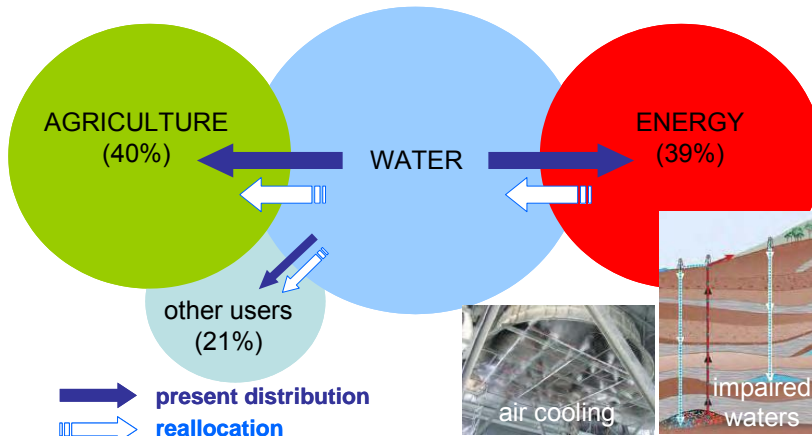 AGRICULTURE
(40%)
WATER
ENERGY
(39%)
other users
(21%)
present distribution
reallocation
air cooling
impaired
waters